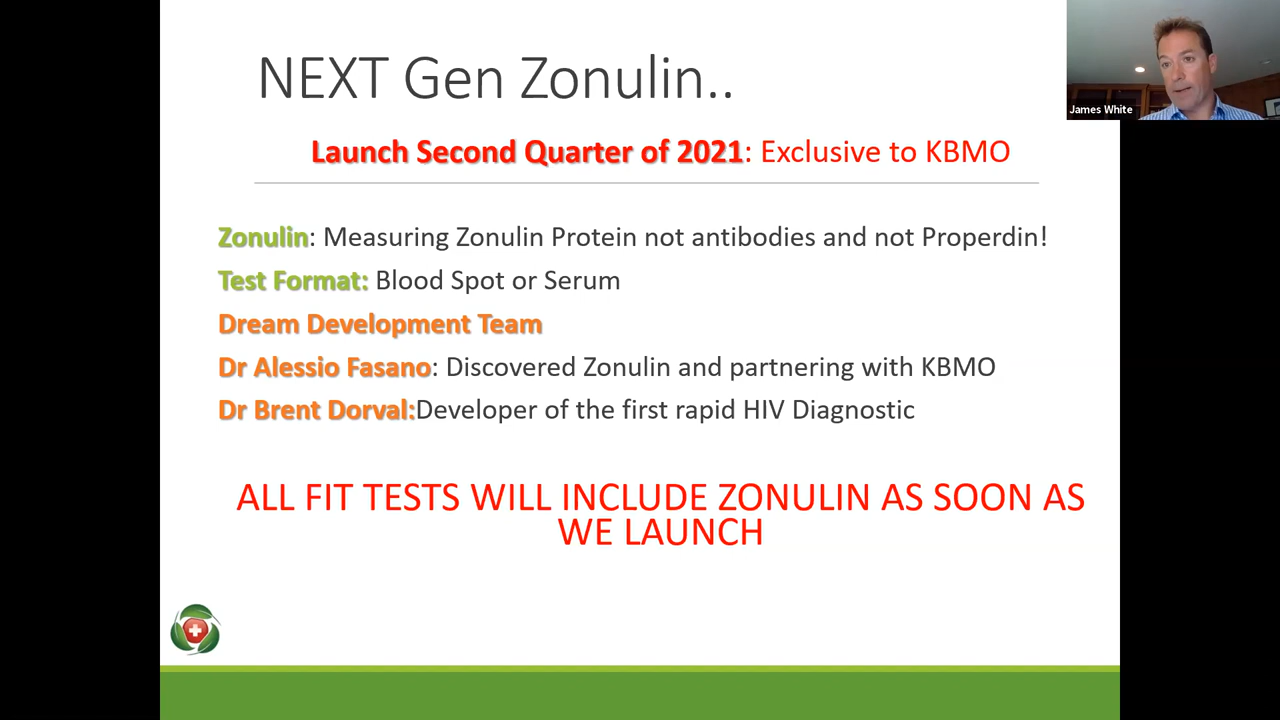 NEXT Gen Zonulin..
James White
Launch Second Quarter of 2021: Exclusive to KBMO
Zonulin: Measuring Zonulin Protein not antibodies and not Properdin!
Test Format: Blood Spot or Serum
Dream Development Team
Dr Alessio Fasano: Discovered Zonulin and partnering with KBMO
Dr Brent Dorval:Developer of the first rapid HIV Diagnostic
ALL FIT TESTS WILL INCLUDE ZONULIN AS SOON AS
WE LAUNCH